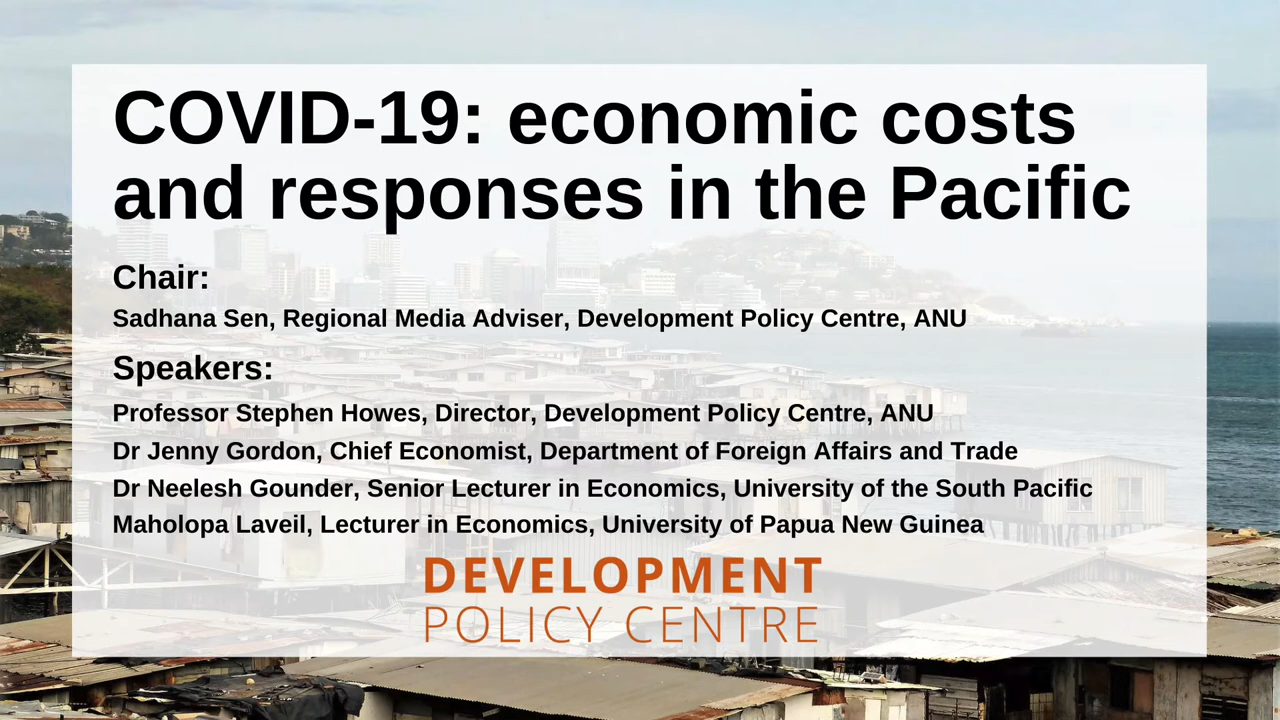 COVID-19: economic costs
and responses in the Pacific
Chair:
Sadhana Sen, Regional Media Adviser, Development Policy Centre, ANU
Speakers:
Professor Stephen Howes, Director, Development Policy Centre, ANU
Dr Jenny Gordon, Chief Economist, Department of Foreign Affairs and Trade
Dr Neelesh Gounder, Senior Lecturer in Economics, University of the South Pacific
Maholopa Laveil, Lecturer in Economics, University of Papua New Guinea
DEVELOPMENT
POLICY CENTRE